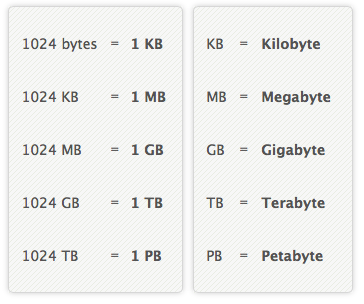 1024 bytes = 1 KB
1024 KB = 1 MB
1024 MB = 1 GB
1024 GB = 1 TB
1024 TB = 1 PB
KB = Kilobyte
MB = Megabyte
GB = Gigabyte
TB = Terabyte
PB = Petabyte